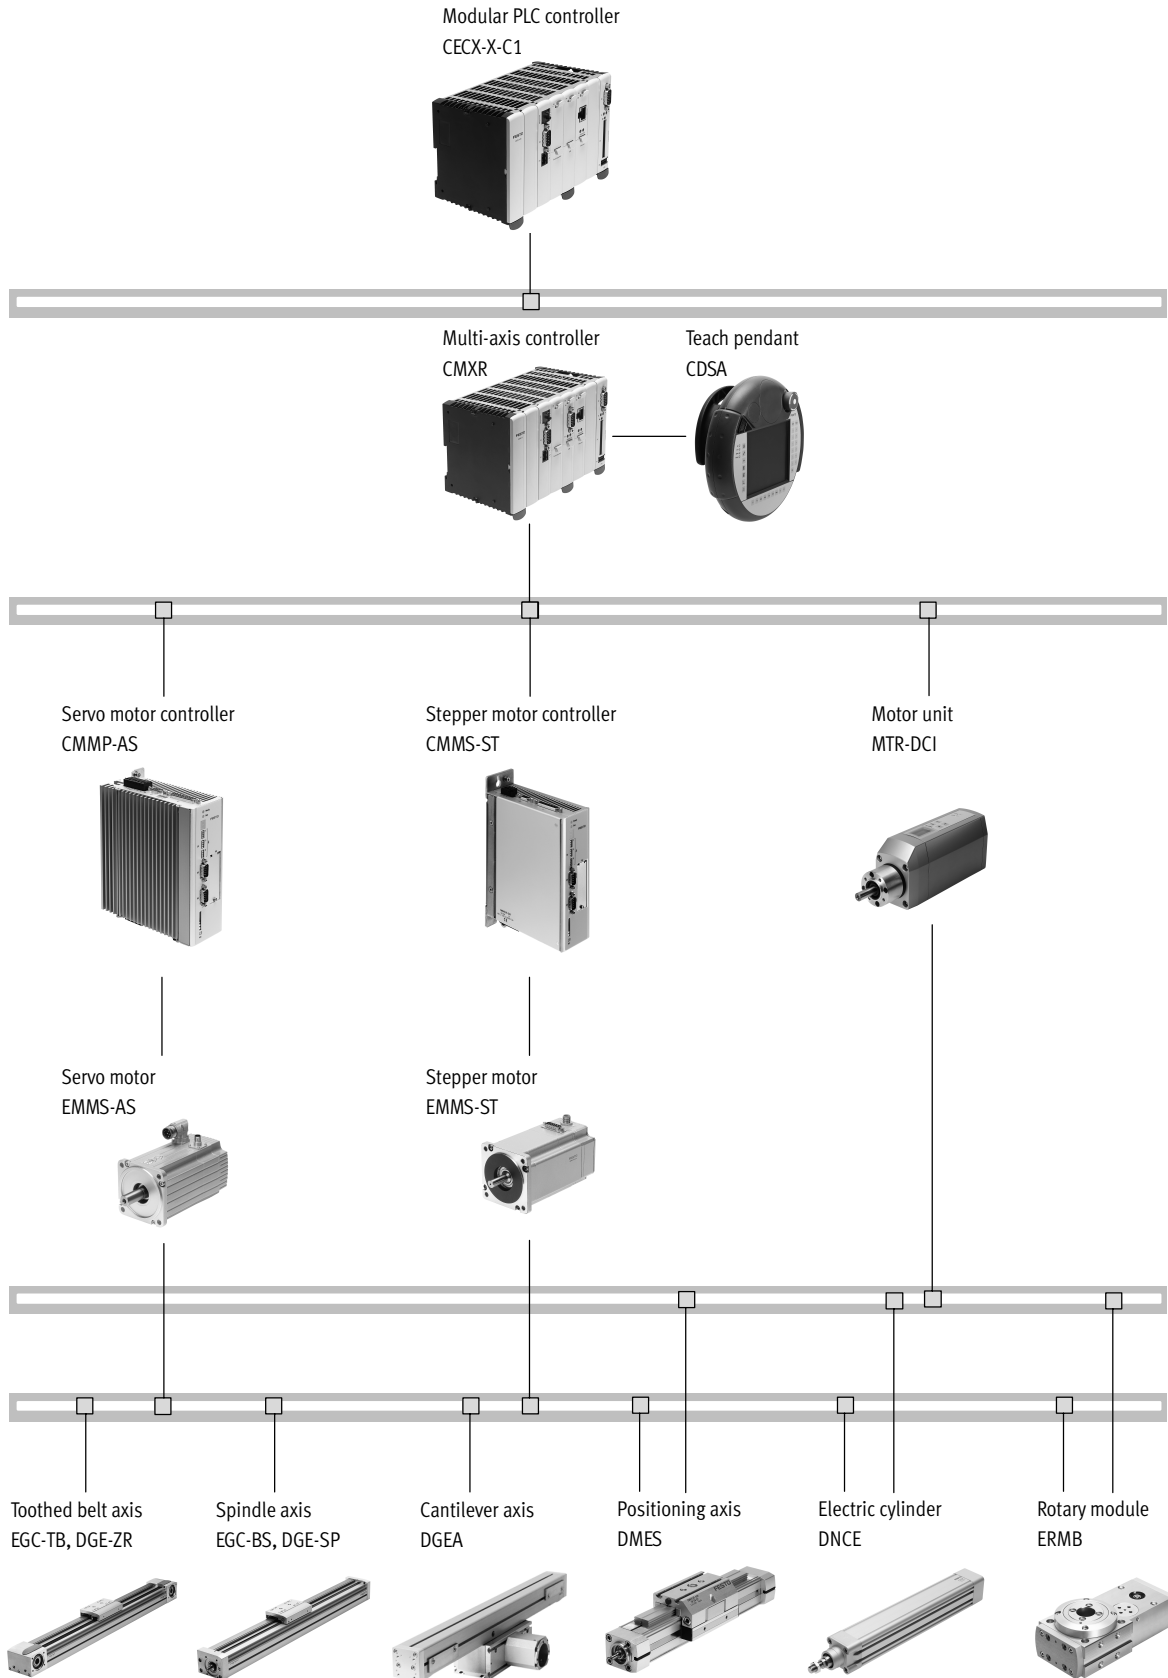 Modular PLC controller
CECX-X-C1
Multi-axis controller
CMXR
Teach pendant
CDSA
Servo motor controller
CMMP-AS
Stepper motor controller
CMMS-ST
Motor unit
MTR-DCI
Servo motor
EMMS-AS
Stepper motor
EMMS-ST
Toothed belt axis
EGC-TB, DGE-ZR
Spindle axis
EGC-BS, DGE-SP
Cantilever axis
DGEA
Positioning axis
DMES
Electric cylinder
DNCE
Rotary module
ERMB
FESTO